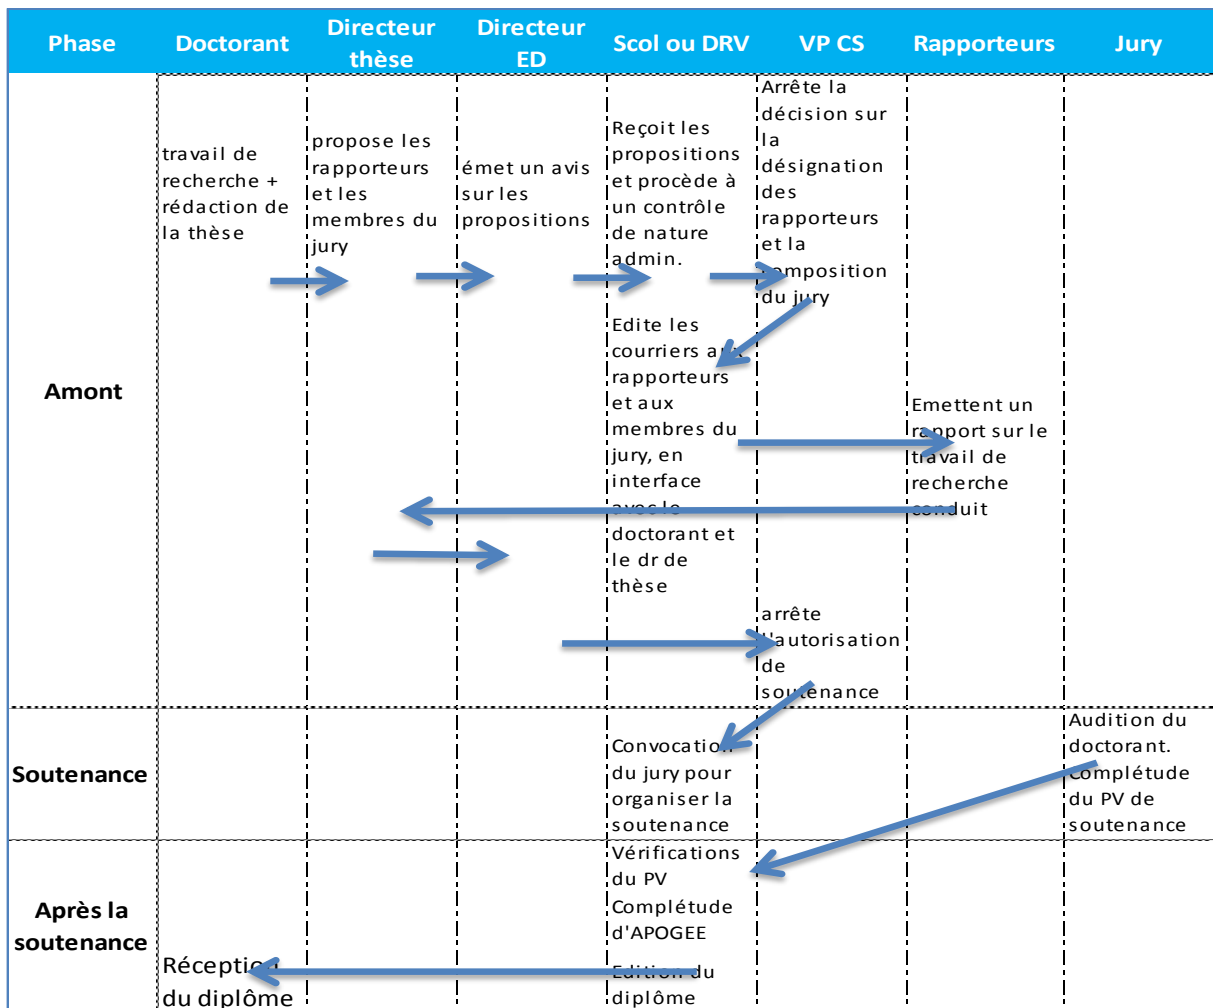 Phase
Doctorant
Directeur
thèse
Directeur
ED
Scol ou DRV
VP CS
Rapporteurs
Jury
Amont
travail de
recherche +
rédaction de
la thèse
propose les
rapporteurs
et les
membres du
jury
émet un avis
sur les
propositions
Reçoit les
propositions
et procède à
un contrôle
de nature
admin.
Arrête la
décision sur
la
désignation
des
rapporteurs
et la
composition
du jury
Edite les
courriers aux
rapporteurs
et aux
membres du
jury, en
interface
avec le
doctorant et
le dr de
thèse
Emettent un
rapport sur le
travail de
recherche
conduit
arrête
l'autorisation
de
soutenance
Soutenance
Convocation
du jury pour
organiser la
soutenance
Audition du
doctorant.
Complétude
du PV de
soutenance
Après la
soutenance
Vérifications
du PV
Complétude
d'APOGEE
Edition du
diplôme
Réception
du diplôme